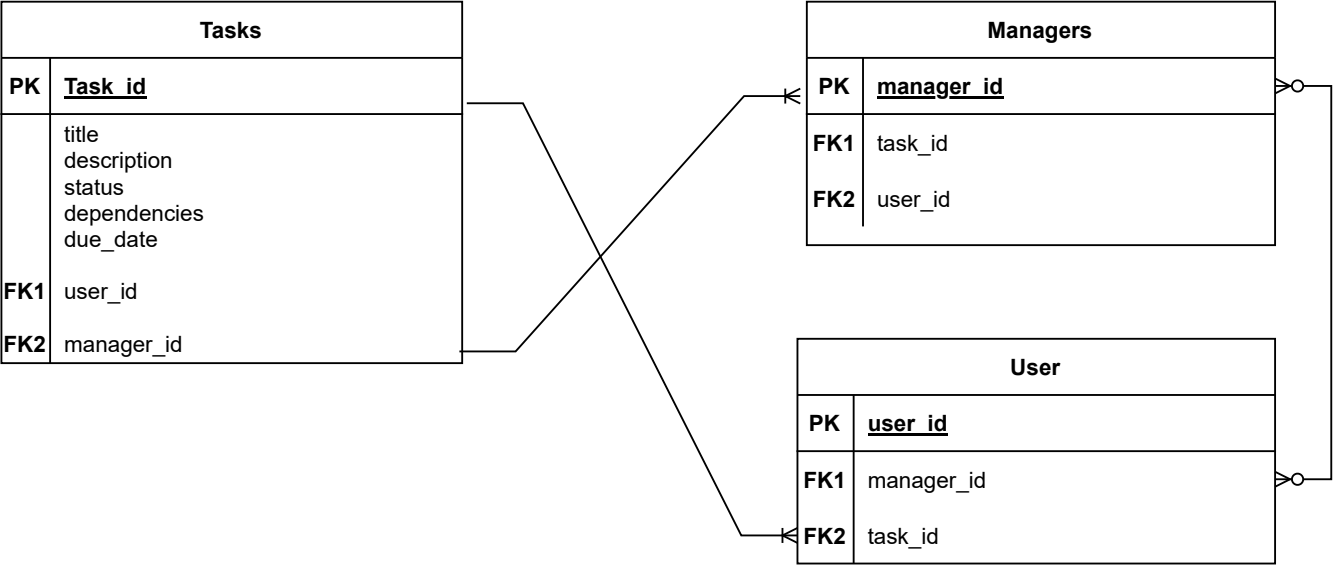 Tasks
PK Task_id
title
description
status
dependencies
due_date
FK1 user_id
FK2 manager_id
Managers
PK manager_id
FK1 task_id
FK2 user_id
User
PK user_id
FK1 manager_id
FK2 task_id